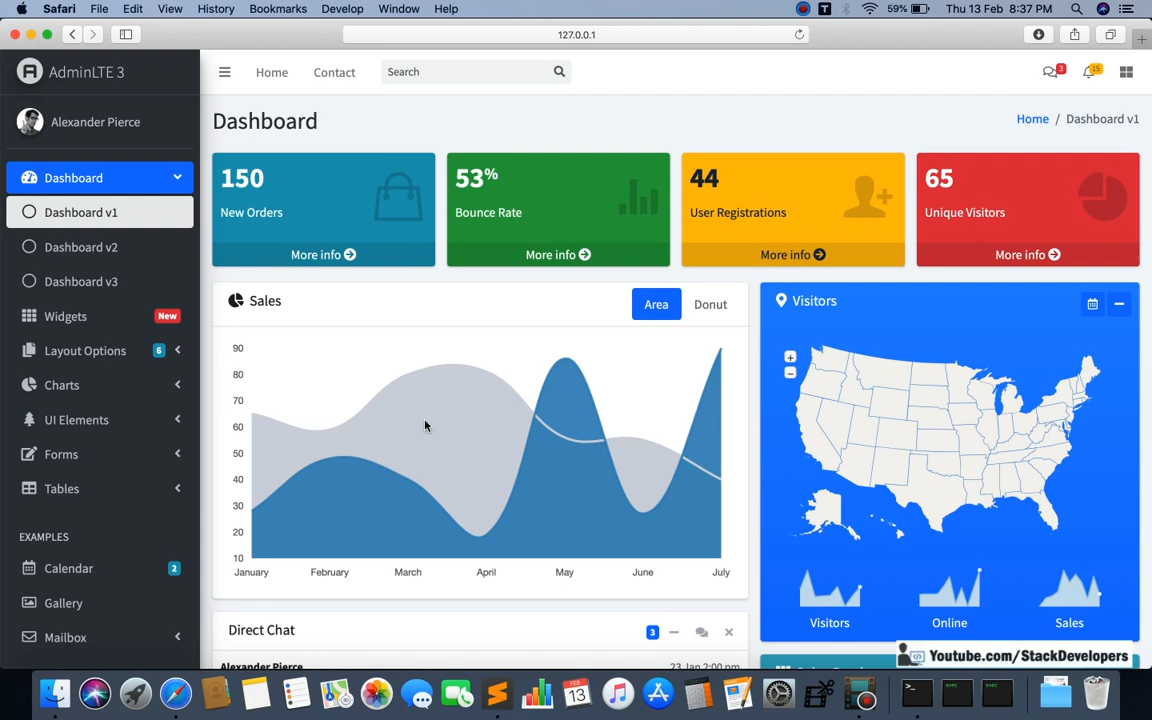 Safari File Edit View History Bookmarks Develop Window Help
T 59% Thu 13 Feb 8:37 PM
127.0.0.1
AdminLTE 3
Home Contact Search
3 15
Alexander Pierce
Dashboard
Home / Dashboard v1
Dashboard
Dashboard v1
Dashboard v2
Dashboard v3
Widgets New
Layout Options 6
Charts
UI Elements
Forms
Tables
EXAMPLES
Calendar 2
Gallery
Mailbox
150
New Orders
More info
53%
Bounce Rate
More info
44
User Registrations
More info
65
Unique Visitors
More info
Sales
Area Donut
90
80
70
60
50
40
30
20
10
January February March April May June July
Visitors
+
−
Visitors Online Sales
Direct Chat 3
Alexander Pierce 23 Jan 2:00 pm
Youtube.com/StackDevelopers
FEB
13